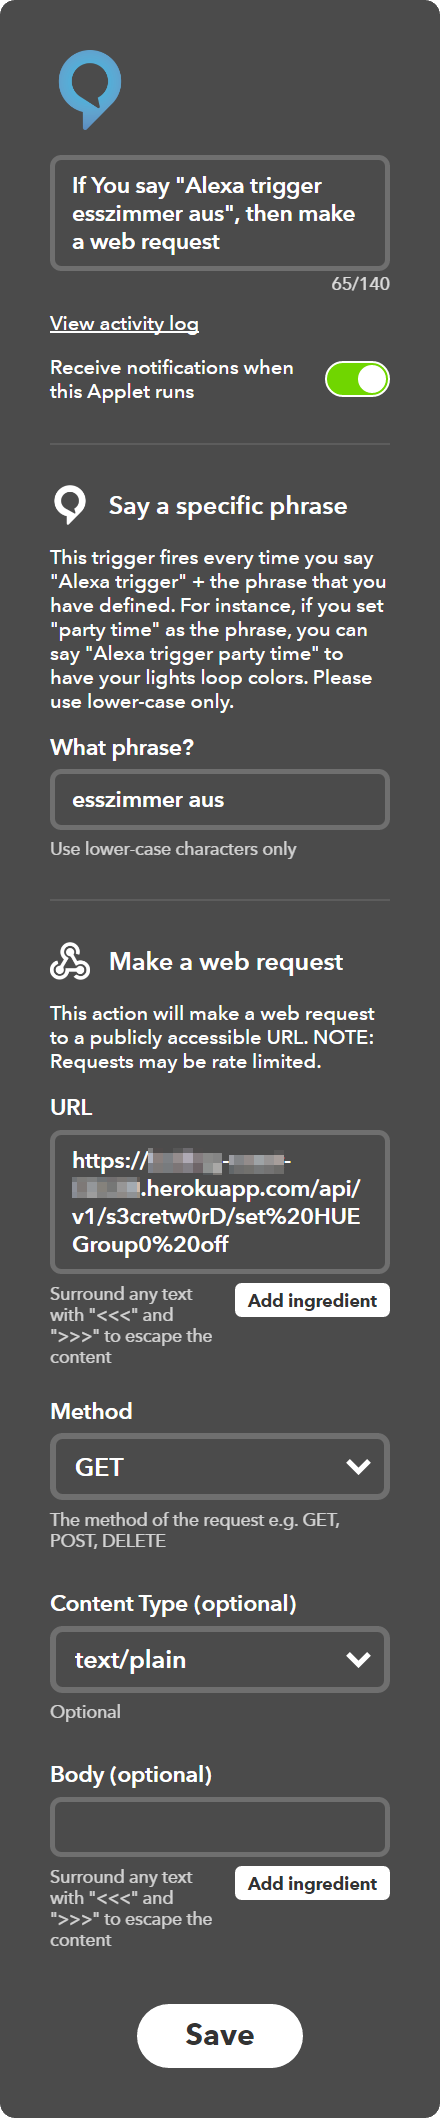 If You say "Alexa trigger
esszimmer aus", then make
a web request
65/140
View activity log
Receive notifications when
this Applet runs
Say a specific phrase
This trigger fires every time you say
"Alexa trigger" + the phrase that you
have defined. For instance, if you set
"party time" as the phrase, you can
say "Alexa trigger party time" to
have your lights loop colors. Please
use lower-case only.
What phrase?
esszimmer aus
Use lower-case characters only
Make a web request
This action will make a web request
to a publicly accessible URL. NOTE:
Requests may be rate limited.
URL
https://
.herokuapp.com/api/
v1/s3cretw0rD/set%20HUE
Group0%20off
Surround any text
with "<<<" and
">>>" to escape the
content
Add ingredient
Method
GET
The method of the request e.g. GET,
POST, DELETE
Content Type (optional)
text/plain
Optional
Body (optional)
Surround any text
with "<<<" and
">>>" to escape the
content
Add ingredient
Save